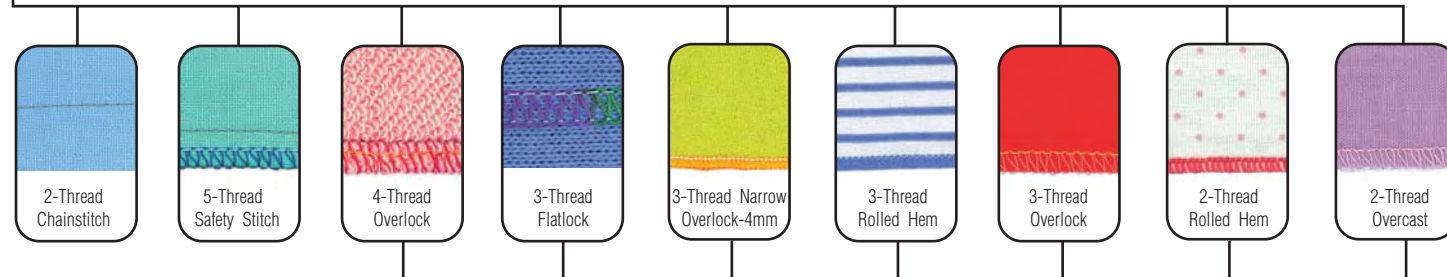 2-Thread
Chainstitch
5-Thread
Safety Stitch
4-Thread
Overlock
3-Thread
Flatlock
3-Thread Narrow
Overlock-4mm
3-Thread
Rolled Hem
3-Thread
Overlock
2-Thread
Rolled Hem
2-Thread
Overcast